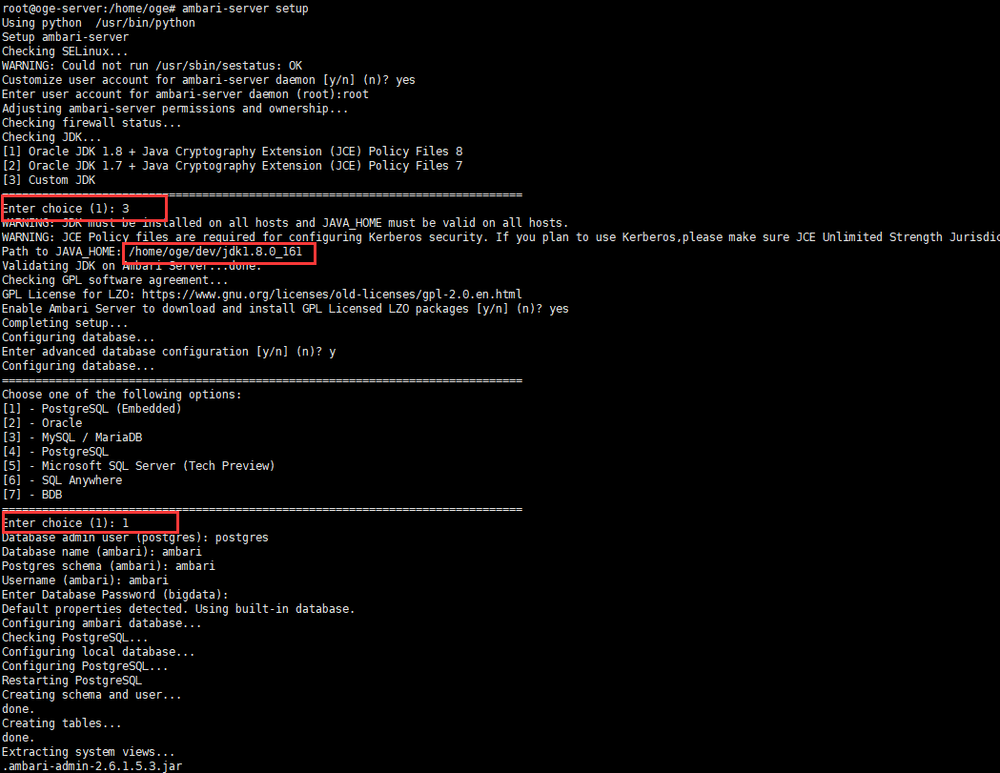 root@oge-server:/home/oge# ambari-server setup
Using python  /usr/bin/python
Setup ambari-server
Checking SELinux...
WARNING: Could not run /usr/sbin/sestatus: OK
Customize user account for ambari-server daemon [y/n] (n)? yes
Enter user account for ambari-server daemon (root):root
Adjusting ambari-server permissions and ownership...
Checking firewall status...
Checking JDK...
[1] Oracle JDK 1.8 + Java Cryptography Extension (JCE) Policy Files 8
[2] Oracle JDK 1.7 + Java Cryptography Extension (JCE) Policy Files 7
[3] Custom JDK
==============================================================================
Enter choice (1): 3
WARNING: JDK must be installed on all hosts and JAVA_HOME must be valid on all hosts.
WARNING: JCE Policy files are required for configuring Kerberos security. If you plan to use Kerberos,please make sure JCE Unlimited Strength Jurisdic
Path to JAVA_HOME: /home/oge/dev/jdk1.8.0_161
Validating JDK on Ambari Server...done.
Checking GPL software agreement...
GPL License for LZO: https://www.gnu.org/licenses/old-licenses/gpl-2.0.en.html
Enable Ambari Server to download and install GPL Licensed LZO packages [y/n] (n)? yes
Completing setup...
Configuring database...
Enter advanced database configuration [y/n] (n)? y
Configuring database...
==============================================================================
Choose one of the following options:
[1] - PostgreSQL (Embedded)
[2] - Oracle
[3] - MySQL / MariaDB
[4] - PostgreSQL
[5] - Microsoft SQL Server (Tech Preview)
[6] - SQL Anywhere
[7] - BDB
==============================================================================
Enter choice (1): 1
Database admin user (postgres): postgres
Database name (ambari): ambari
Postgres schema (ambari): ambari
Username (ambari): ambari
Enter Database Password (bigdata):
Default properties detected. Using built-in database.
Configuring ambari database...
Checking PostgreSQL...
Configuring local database...
Configuring PostgreSQL...
Restarting PostgreSQL
Creating schema and user...
done.
Creating tables...
done.
Extracting system views...
.ambari-admin-2.6.1.5.3.jar